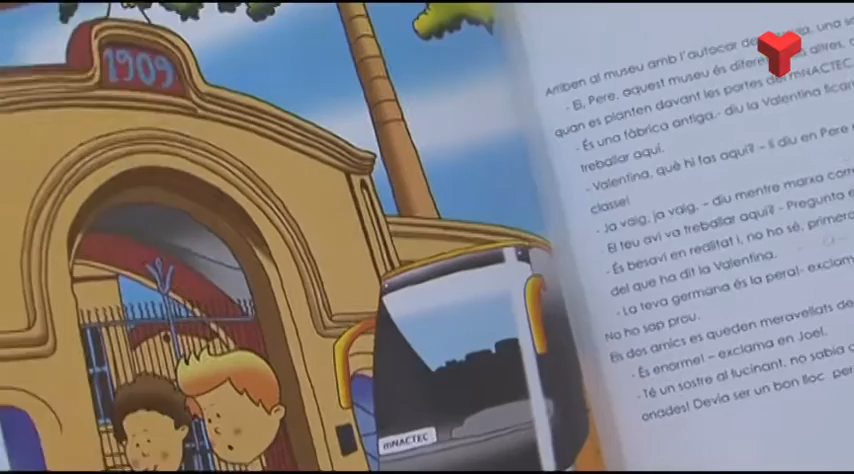 1909
mNACTEC
Arriben al museu amb l'autocar de una
- Ei, Pere, aquest museu és
quan es planten davant les portes del mNACTEC.
- És una fàbrica antiga,- diu la Valentina
treballar aquí.
- Valentina, què hi fas aquí? – li diu en Pere
classe!
- Ja vaig, ja vaig, – diu mentre marxa
El teu avi va treballar aquí? - Pregunta
- És besavi en realitat i, no ho sé, primera
del que ha dit la Valentina.
- La teva germana és la pera!-
No ho sap prou.
Els dos amics es queden meravellats
- És enorme! – exclama en Joel.
- Té un sostre al·lucinant, no sabia
onades! Devia ser un bon lloc per